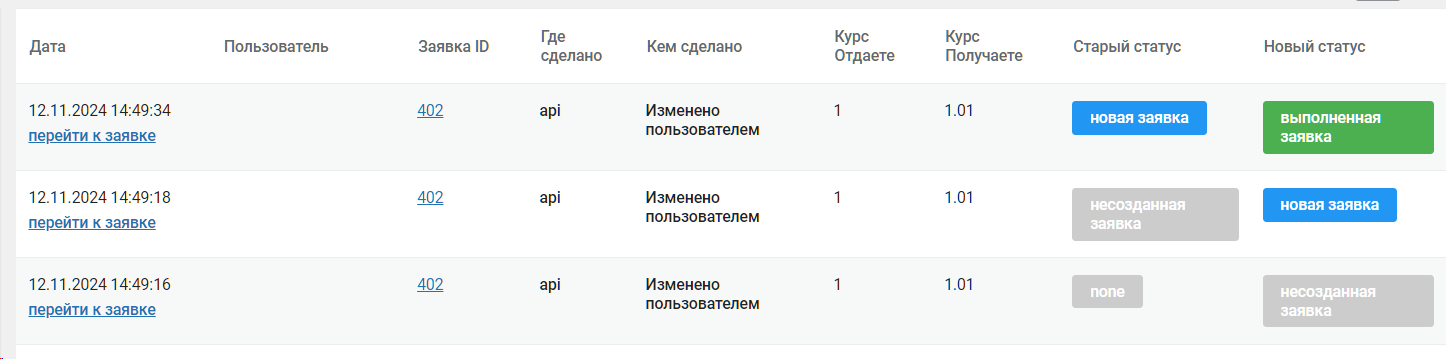 Дата Пользователь Заявка ID Где сделано Кем сделано Курс Отдаете Курс Получаете Старый статус Новый статус
12.11.2024 14:49:34 402 api Изменено пользователем 1 1.01 новая заявка выполненная заявка
перейти к заявке
12.11.2024 14:49:18 402 api Изменено пользователем 1 1.01 несозданная заявка новая заявка
перейти к заявке
12.11.2024 14:49:16 402 api Изменено пользователем 1 1.01 none несозданная заявка
перейти к заявке